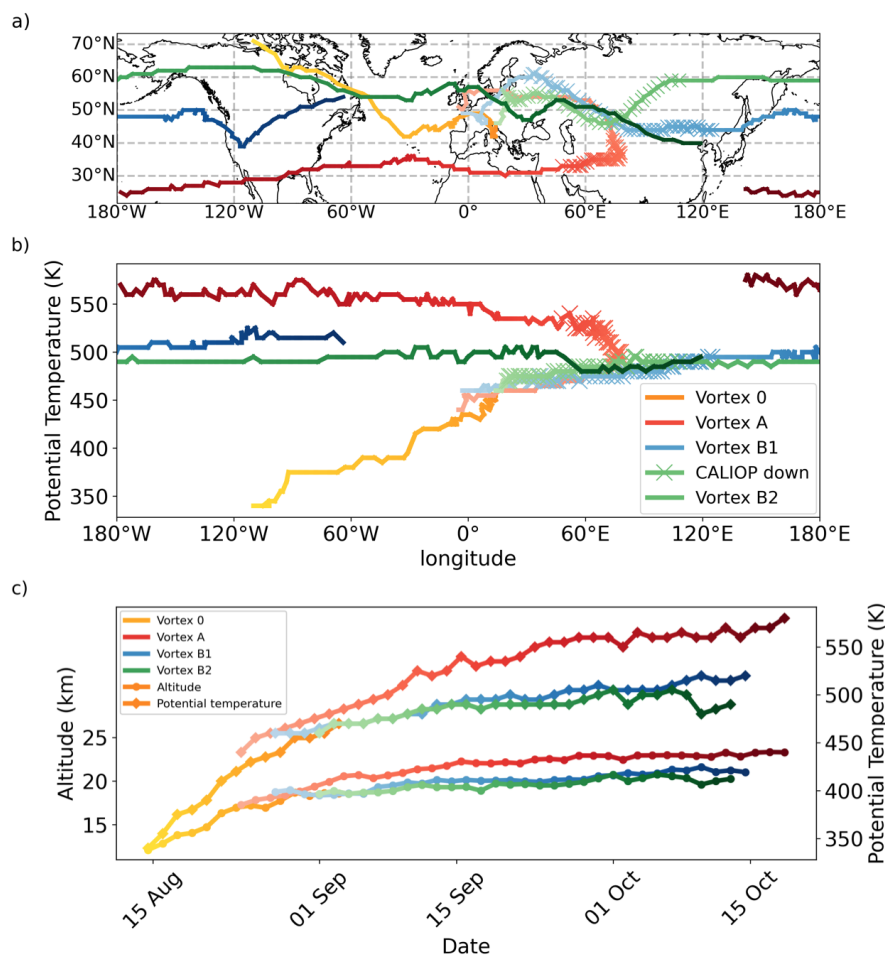 a)
70°N
60°N
50°N
40°N
30°N
180°W 120°W 60°W 0° 60°E 120°E 180°E
b)
Potential Temperature (K)
550
500
450
400
350
Vortex 0
Vortex A
Vortex B1
CALIOP down
Vortex B2
180°W 120°W 60°W 0° 60°E 120°E 180°E
longitude
c)
Altitude (km)
25
20
15
Vortex 0
Vortex A
Vortex B1
Vortex B2
Altitude
Potential temperature
550
500
450
400
350
Potential Temperature (K)
15 Aug 01 Sep 15 Sep 01 Oct 15 Oct
Date